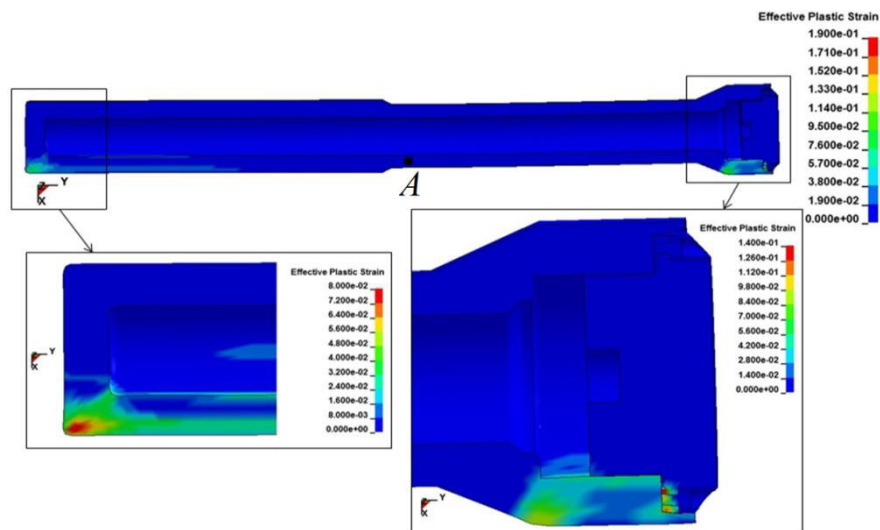 Effective Plastic Strain
1.900e-01
1.710e-01
1.520e-01
1.330e-01
1.140e-01
9.500e-02
7.600e-02
5.700e-02
3.800e-02
1.900e-02
0.000e+00
Y
X
A
Effective Plastic Strain
8.000e-02
7.200e-02
6.400e-02
5.600e-02
4.800e-02
4.000e-02
3.200e-02
2.400e-02
1.600e-02
8.000e-03
0.000e+00
Y
X
Effective Plastic Strain
1.400e-01
1.260e-01
1.120e-01
9.800e-02
8.400e-02
7.000e-02
5.600e-02
4.200e-02
2.800e-02
1.400e-02
0.000e+00
Y
X